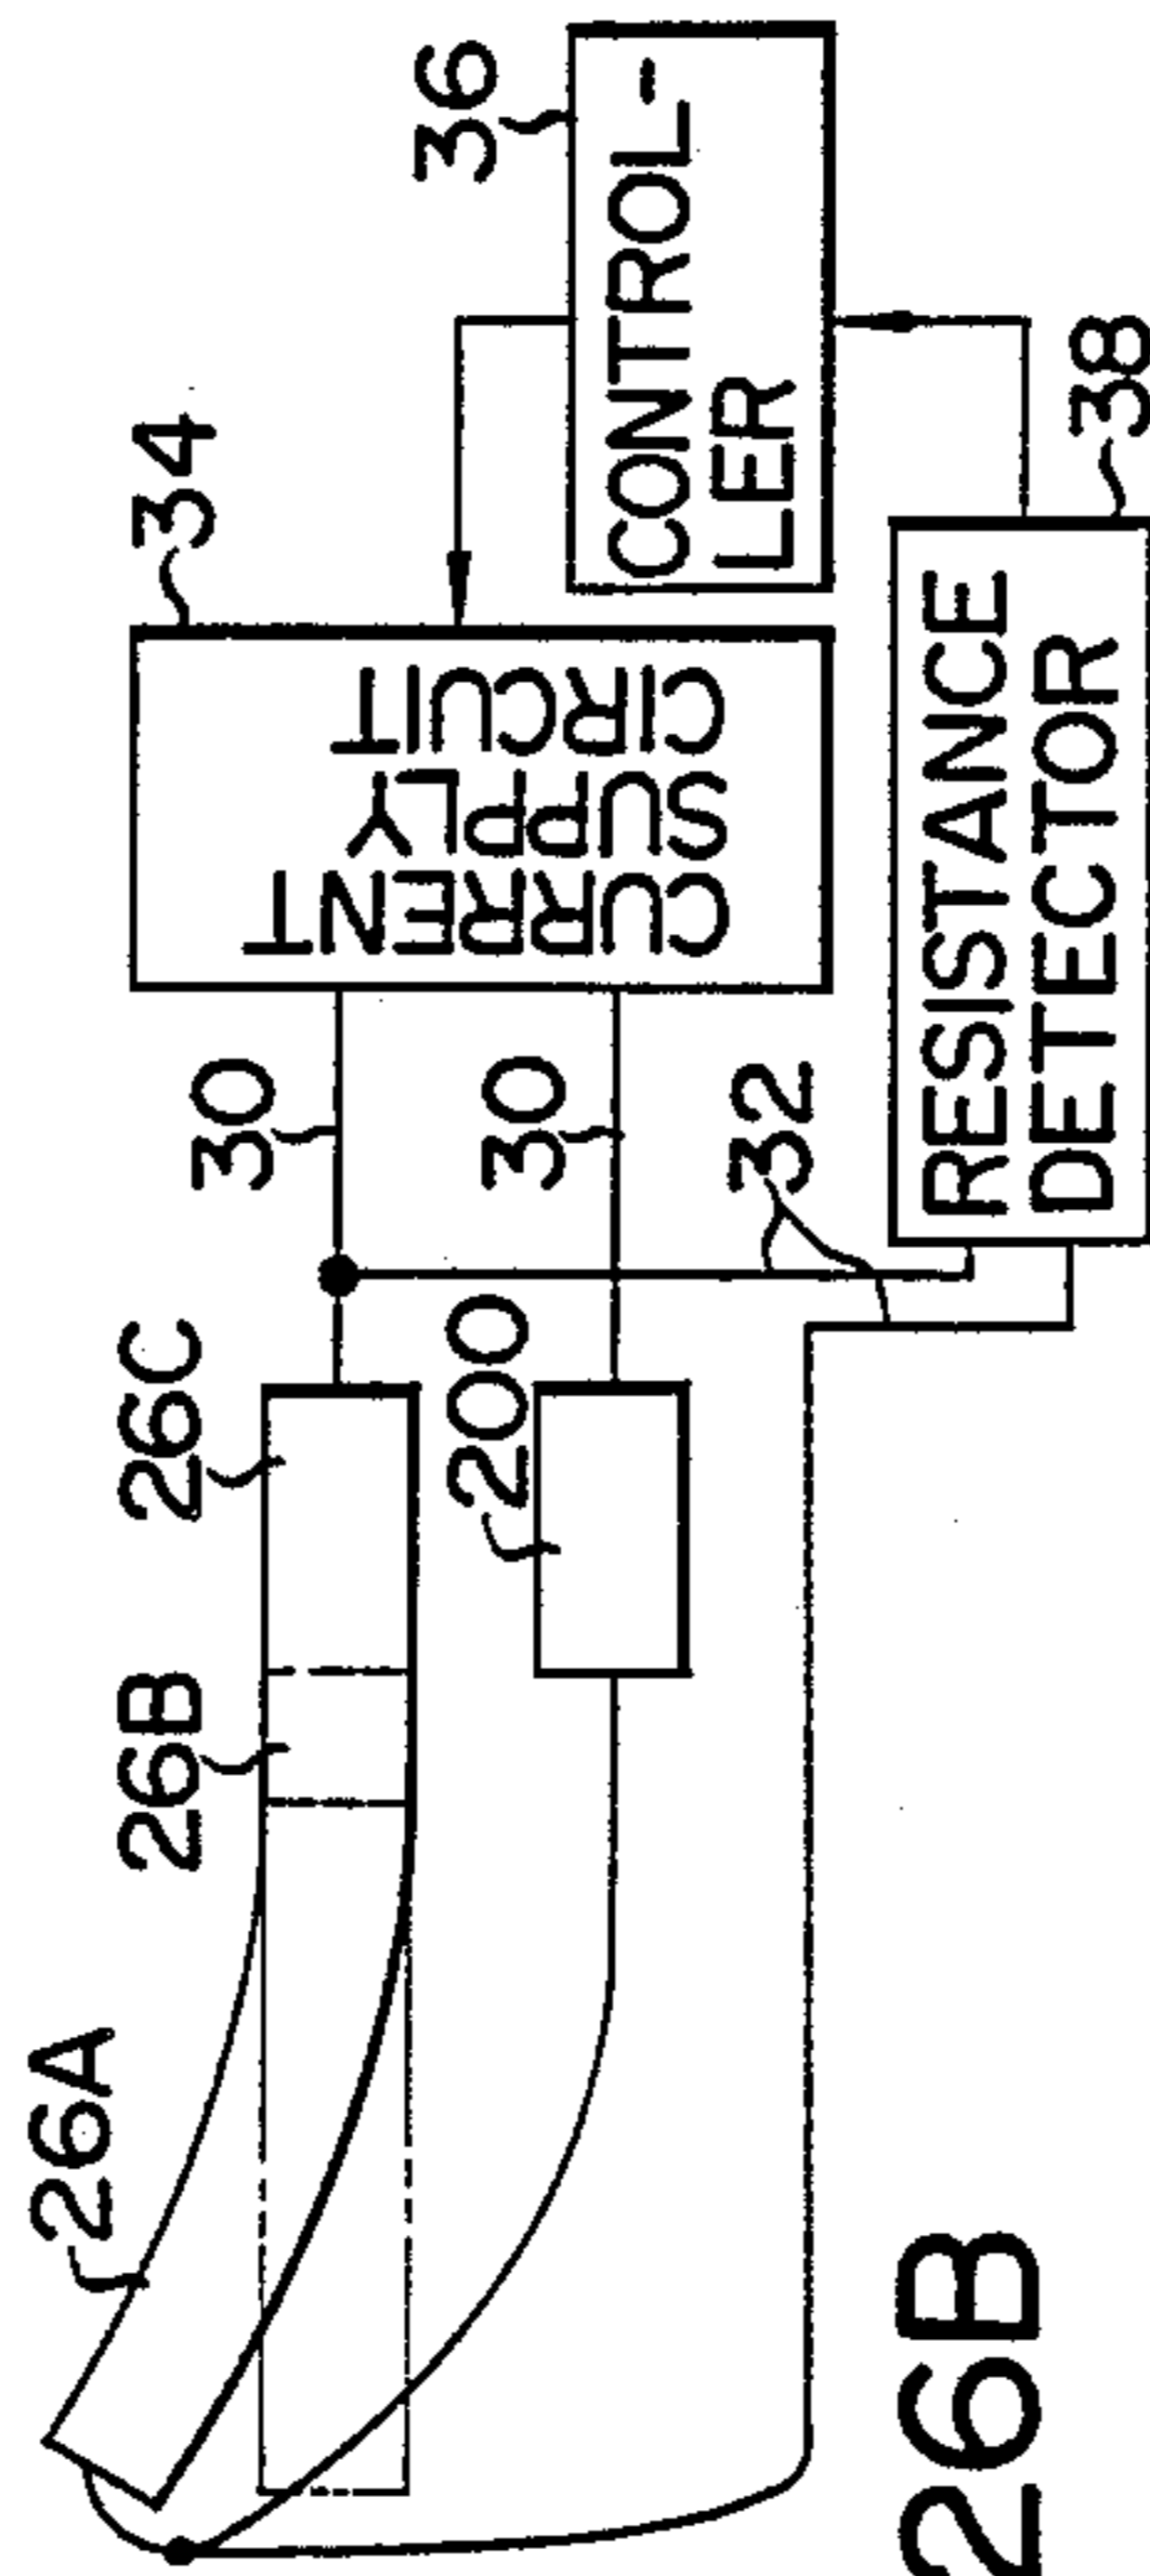 26A
26B
26C
200
30
30
32
34
CURRENT
SUPPLY
CIRCUIT
36
CONTROL-
LER
38
RESISTANCE
DETECTOR
26B